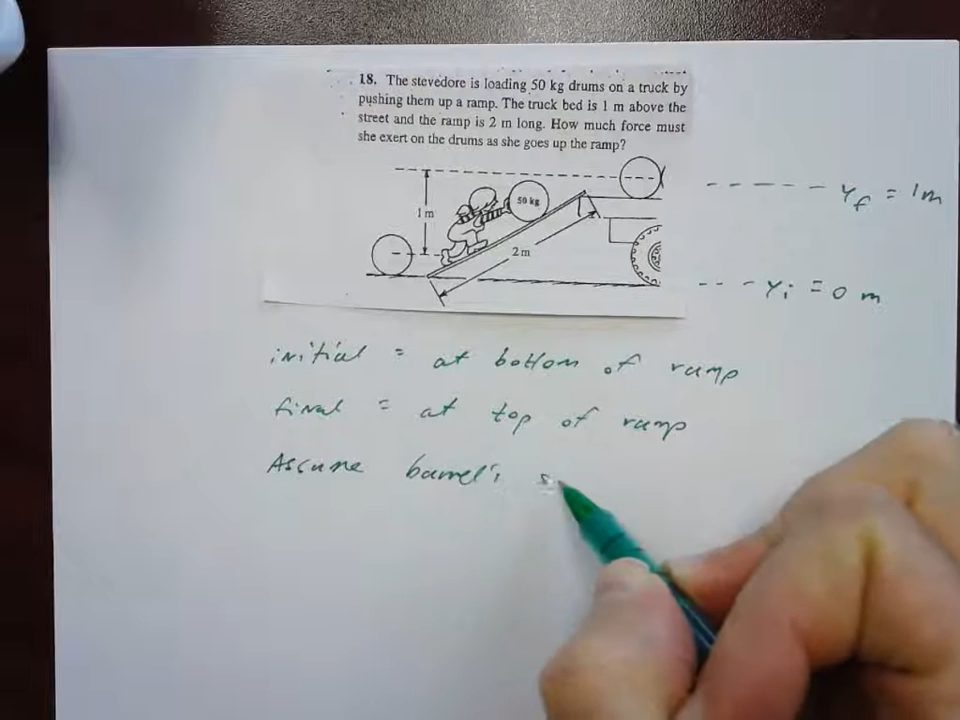 18. The stevedore is loading 50 kg drums on a truck by
pushing them up a ramp. The truck bed is 1 m above the
street and the ramp is 2 m long. How much force must
she exert on the drums as she goes up the ramp?
1 m
50 kg
2 m
Yf = 1m
Yi = 0 m
initial = at bottom of ramp
final = at top of ramp
Assume barrel's s